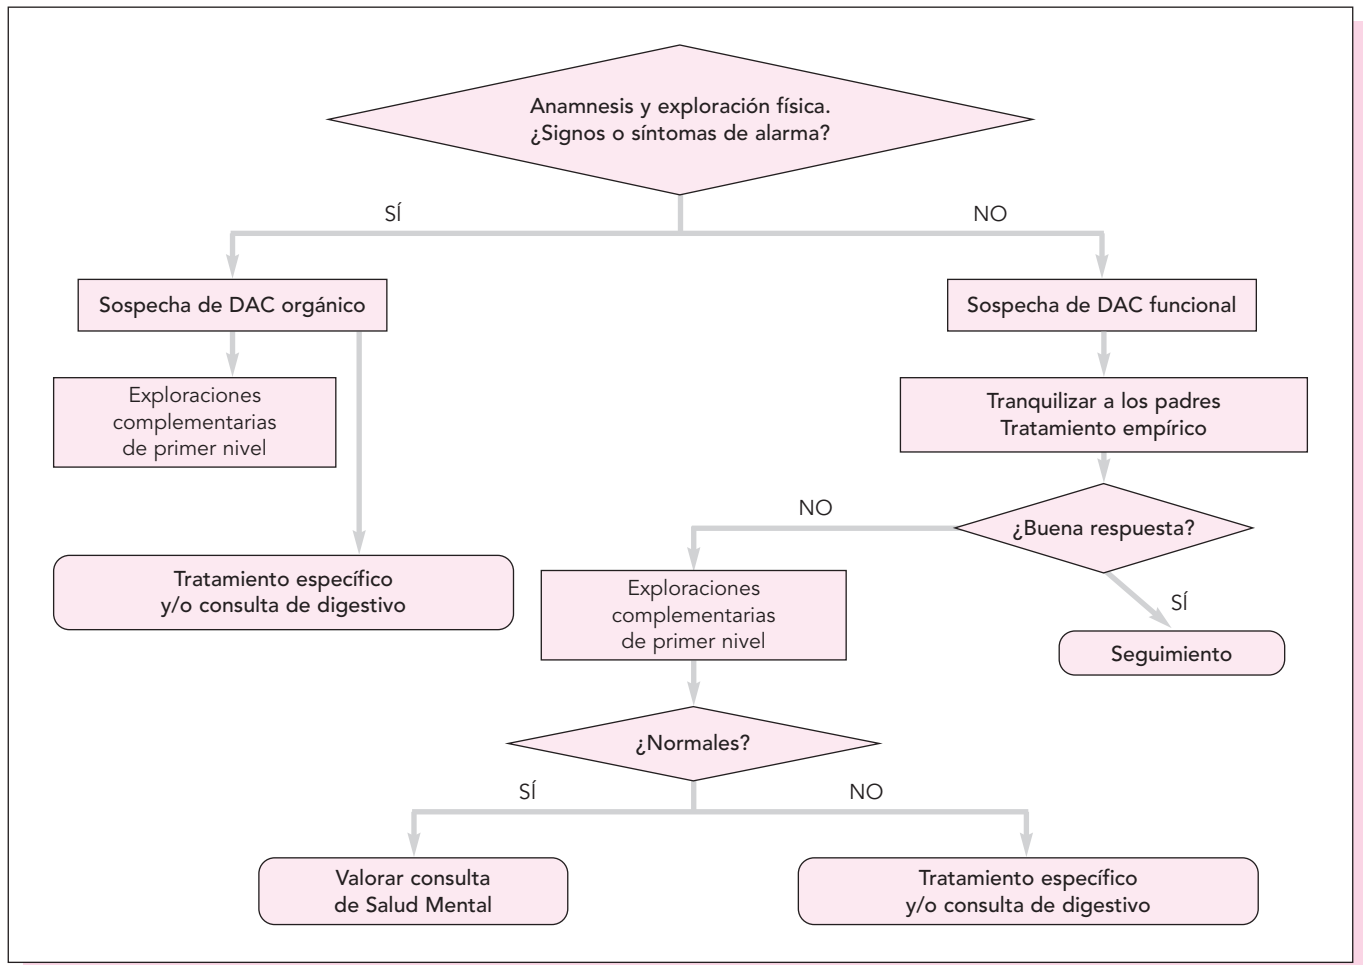 Anamnesis y exploración física.
¿Signos o síntomas de alarma?
SÍ
NO
Sospecha de DAC orgánico
Sospecha de DAC funcional
Exploraciones
complementarias
de primer nivel
Tranquilizar a los padres
Tratamiento empírico
NO
¿Buena respuesta?
Tratamiento específico
y/o consulta de digestivo
Exploraciones
complementarias
de primer nivel
SÍ
Seguimiento
¿Normales?
SÍ
NO
Valorar consulta
de Salud Mental
Tratamiento específico
y/o consulta de digestivo